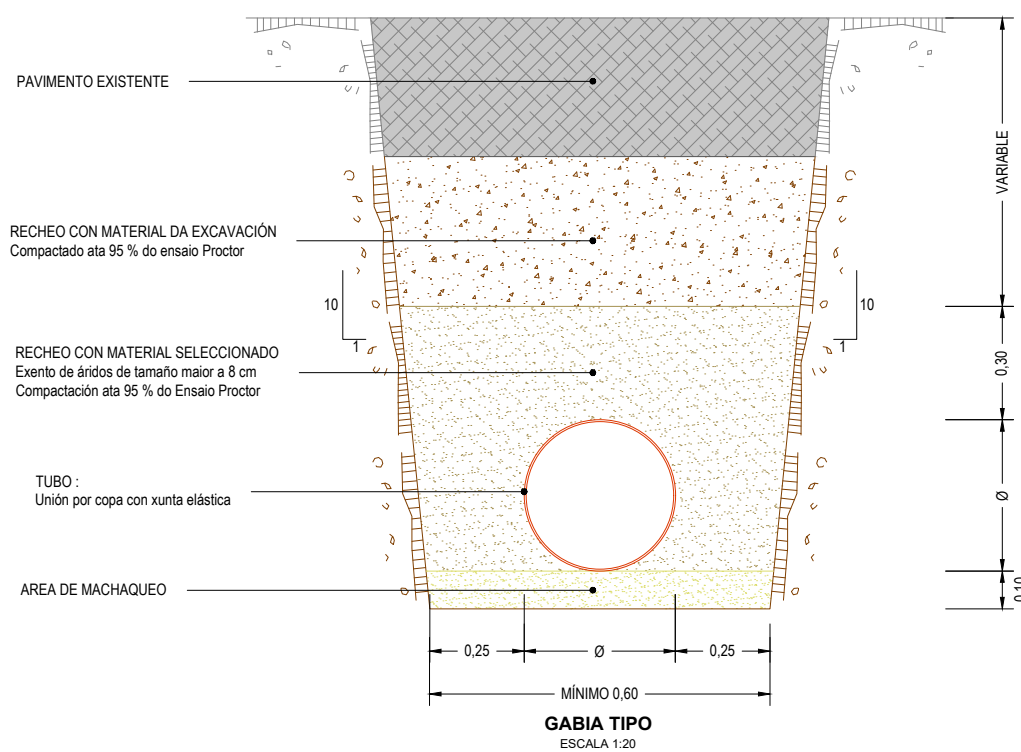 PAVIMENTO EXISTENTE
VARIABLE
RECHEO CON MATERIAL DA EXCAVACIÓN
Compactado ata 95 % do ensaio Proctor
10
1
10
1
RECHEO CON MATERIAL SELECCIONADO
Exento de áridos de tamaño maior a 8 cm
Compactación ata 95 % do Ensaio Proctor
0,30
TUBO :
Unión por copa con xunta elástica
Ø
AREA DE MACHAQUEO
0,10
0,25
Ø
0,25
MÍNIMO 0,60
GABIA TIPO
ESCALA 1:20